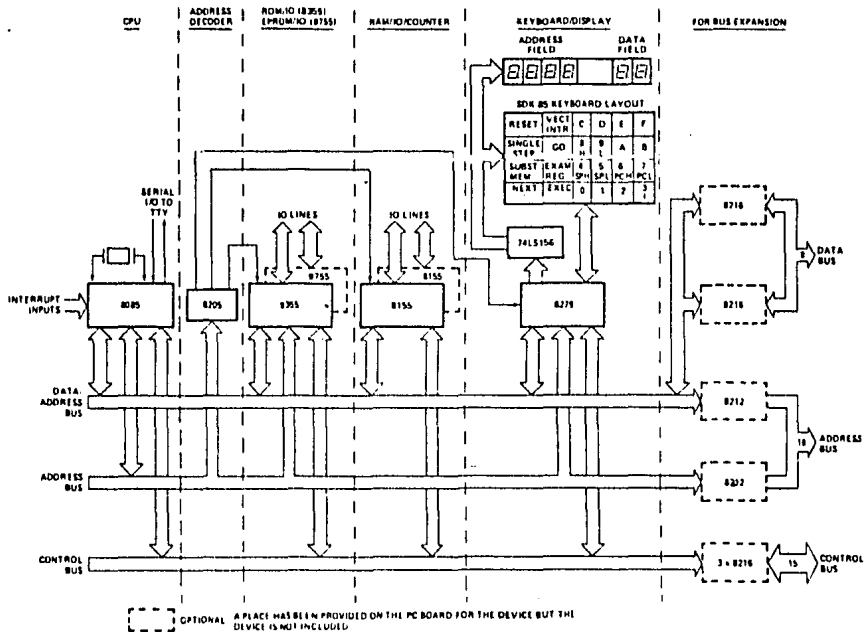 CPU
ADDRESS DECODER
ROM/IO (8355)
EPROM/IO (8755)
RAM/IO/COUNTER
KEYBOARD/DISPLAY
FOR BUS EXPANSION
ADDRESS FIELD
DATA FIELD
SDK 85 KEYBOARD LAYOUT
RESET VECT INTR C D E F
SINGLE STEP GO 8 H 9 L A B
SUBST MEM EXAM REG 4 SPH 5 SPL 6 PCH 7 PCL
NEXT EXEC 0 1 2 3 I
SERIAL I/O TO TTY
IO LINES
IO LINES
74LS156
8755
8155
INTERRUPT INPUTS
8085
8205
8355
8155
8279
8216
8 DATA BUS
8216
DATA/ADDRESS BUS
8212
16 ADDRESS BUS
ADDRESS BUS
8212
CONTROL BUS
3 x 8216
15 CONTROL BUS
OPTIONAL A PLACE HAS BEEN PROVIDED ON THE PC BOARD FOR THE DEVICE BUT THE
DEVICE IS NOT INCLUDED